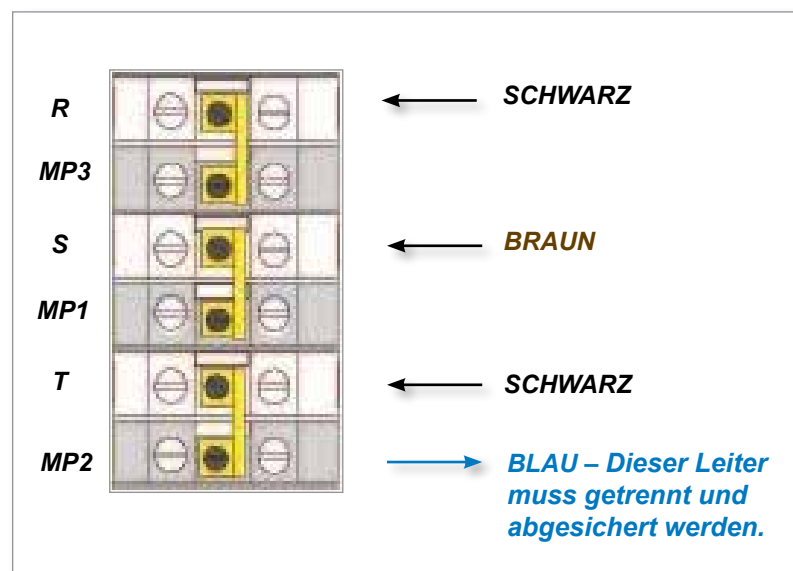 R
SCHWARZ
MP3
S
BRAUN
MP1
T
SCHWARZ
MP2
BLAU – Dieser Leiter
muss getrennt und
abgesichert werden.